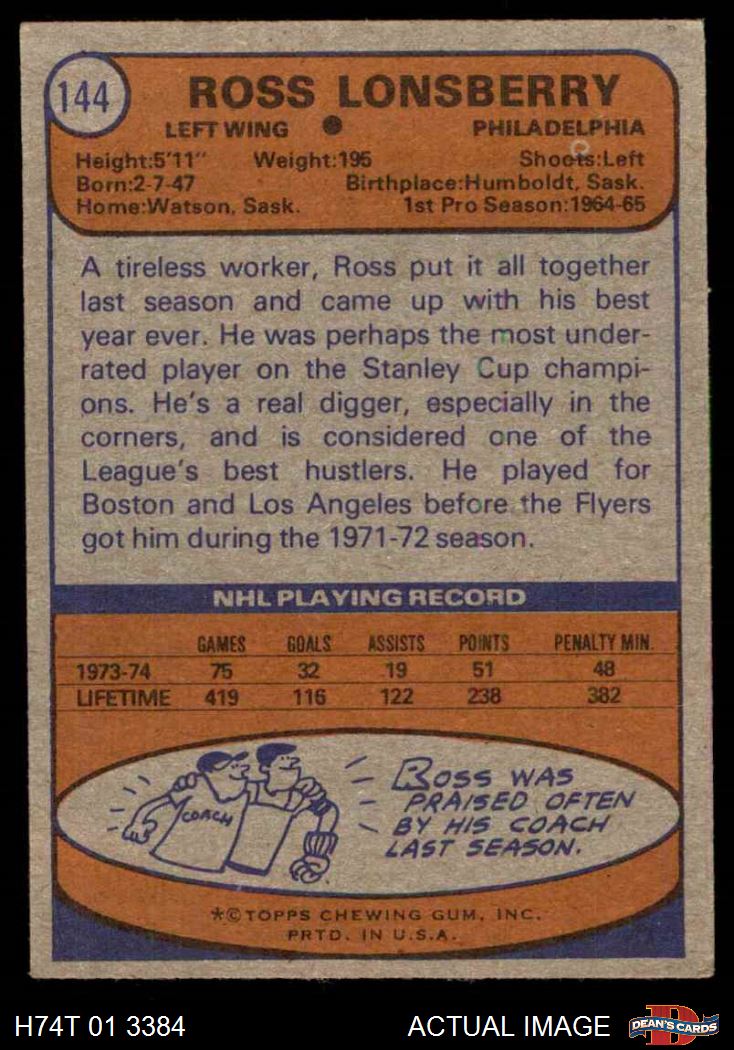 144
ROSS LONSBERRY
LEFT WING ● PHILADELPHIA
Height:5'11" Weight:195 Shoots:Left
Born:2-7-47 Birthplace:Humboldt, Sask.
Home:Watson, Sask. 1st Pro Season:1964-65
A tireless worker, Ross put it all together
last season and came up with his best
year ever. He was perhaps the most under-
rated player on the Stanley Cup champi-
ons. He's a real digger, especially in the
corners, and is considered one of the
League's best hustlers. He played for
Boston and Los Angeles before the Flyers
got him during the 1971-72 season.
NHL PLAYING RECORD
GAMES GOALS ASSISTS POINTS PENALTY MIN.
1973-74 75 32 19 51 48
LIFETIME 419 116 122 238 382
COACH
ROSS WAS
PRAISED OFTEN
BY HIS COACH
LAST SEASON.
*©TOPPS CHEWING GUM, INC.
PRTD. IN U.S.A.
H74T 01 3384 ACTUAL IMAGE
D
DEAN'S CARDS